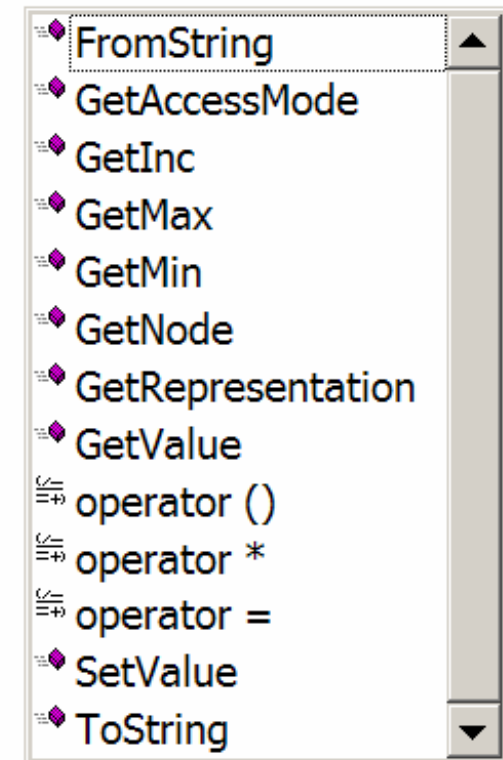 FromString
GetAccessMode
GetInc
GetMax
GetMin
GetNode
GetRepresentation
GetValue
operator ()
operator *
operator =
SetValue
ToString